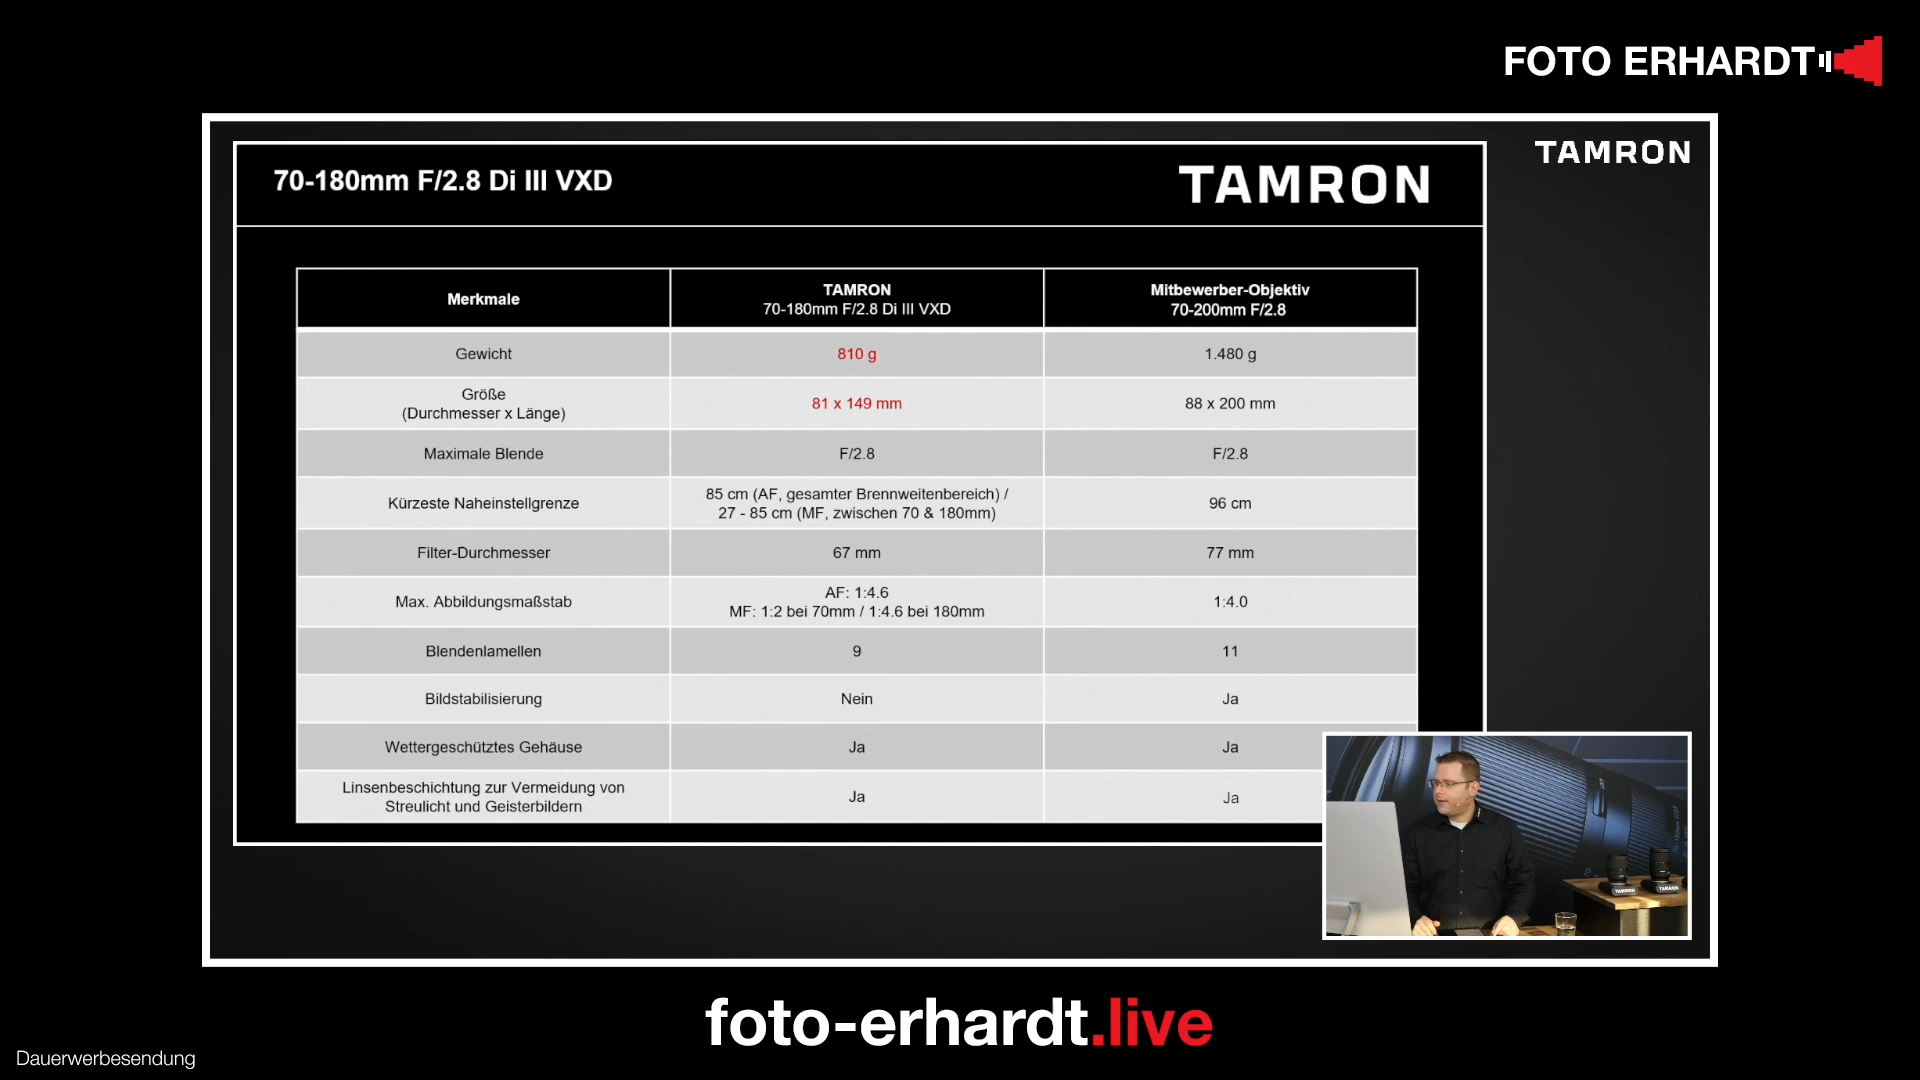 FOTO ERHARDT
TAMRON
70-180mm F/2.8 Di III VXD
TAMRON
Merkmale
TAMRON
70-180mm F/2.8 Di III VXD
Mitbewerber-Objektiv
70-200mm F/2.8
Gewicht
810 g
1.480 g
Größe
(Durchmesser x Länge)
81 x 149 mm
88 x 200 mm
Maximale Blende
F/2.8
F/2.8
Kürzeste Naheinstellgrenze
85 cm (AF, gesamter Brennweitenbereich) /
27 - 85 cm (MF, zwischen 70 & 180mm)
96 cm
Filter-Durchmesser
67 mm
77 mm
Max. Abbildungsmaßstab
AF: 1:4.6
MF: 1:2 bei 70mm / 1:4.6 bei 180mm
1:4.0
Blendenlamellen
9
11
Bildstabilisierung
Nein
Ja
Wettergeschütztes Gehäuse
Ja
Ja
Linsenbeschichtung zur Vermeidung von
Streulicht und Geisterbildern
Ja
Ja
TAMRON
TAMRON
foto-erhardt.live
Dauerwerbesendung